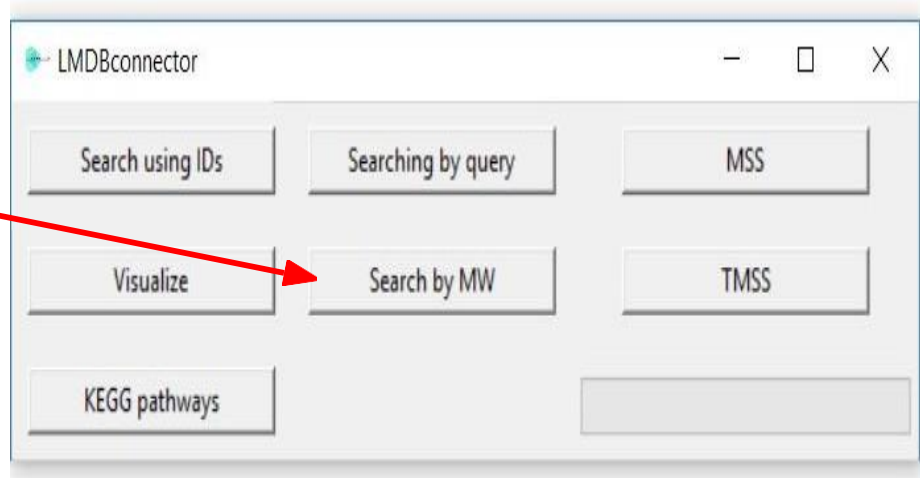 LMDBconnector
Search using IDs
Searching by query
MSS
Visualize
Search by MW
TMSS
KEGG pathways